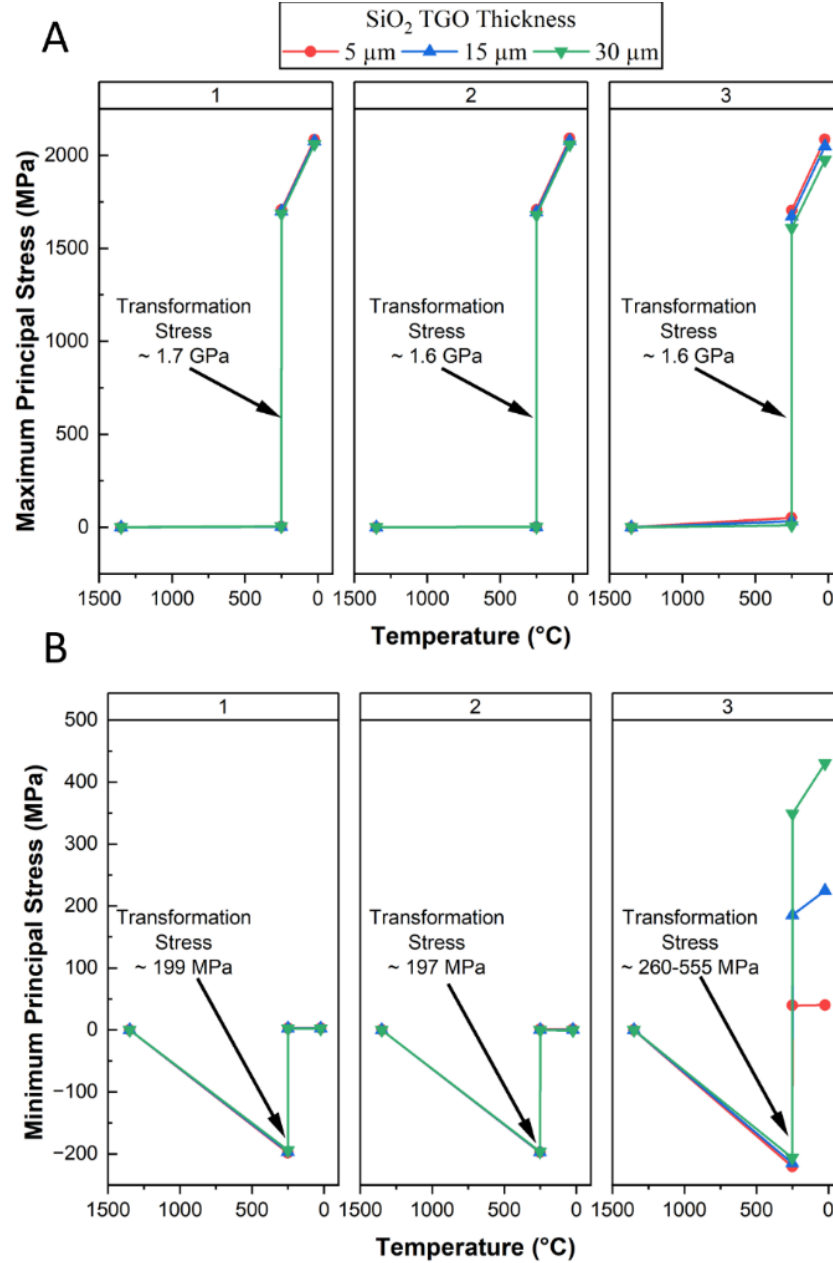 A
SiO₂ TGO Thickness
5 µm 15 µm 30 µm
1
2
3
Maximum Principal Stress (MPa)
2000
1500
1000
500
0
Transformation
Stress
~ 1.7 GPa
Transformation
Stress
~ 1.6 GPa
Transformation
Stress
~ 1.6 GPa
1500 1000 500 0
1500 1000 500 0
1500 1000 500 0
Temperature (°C)
B
1
2
3
Minimum Principal Stress (MPa)
500
400
300
200
100
0
−100
−200
Transformation
Stress
~ 199 MPa
Transformation
Stress
~ 197 MPa
Transformation
Stress
~ 260-555 MPa
1500 1000 500 0
1500 1000 500 0
1500 1000 500 0
Temperature (°C)